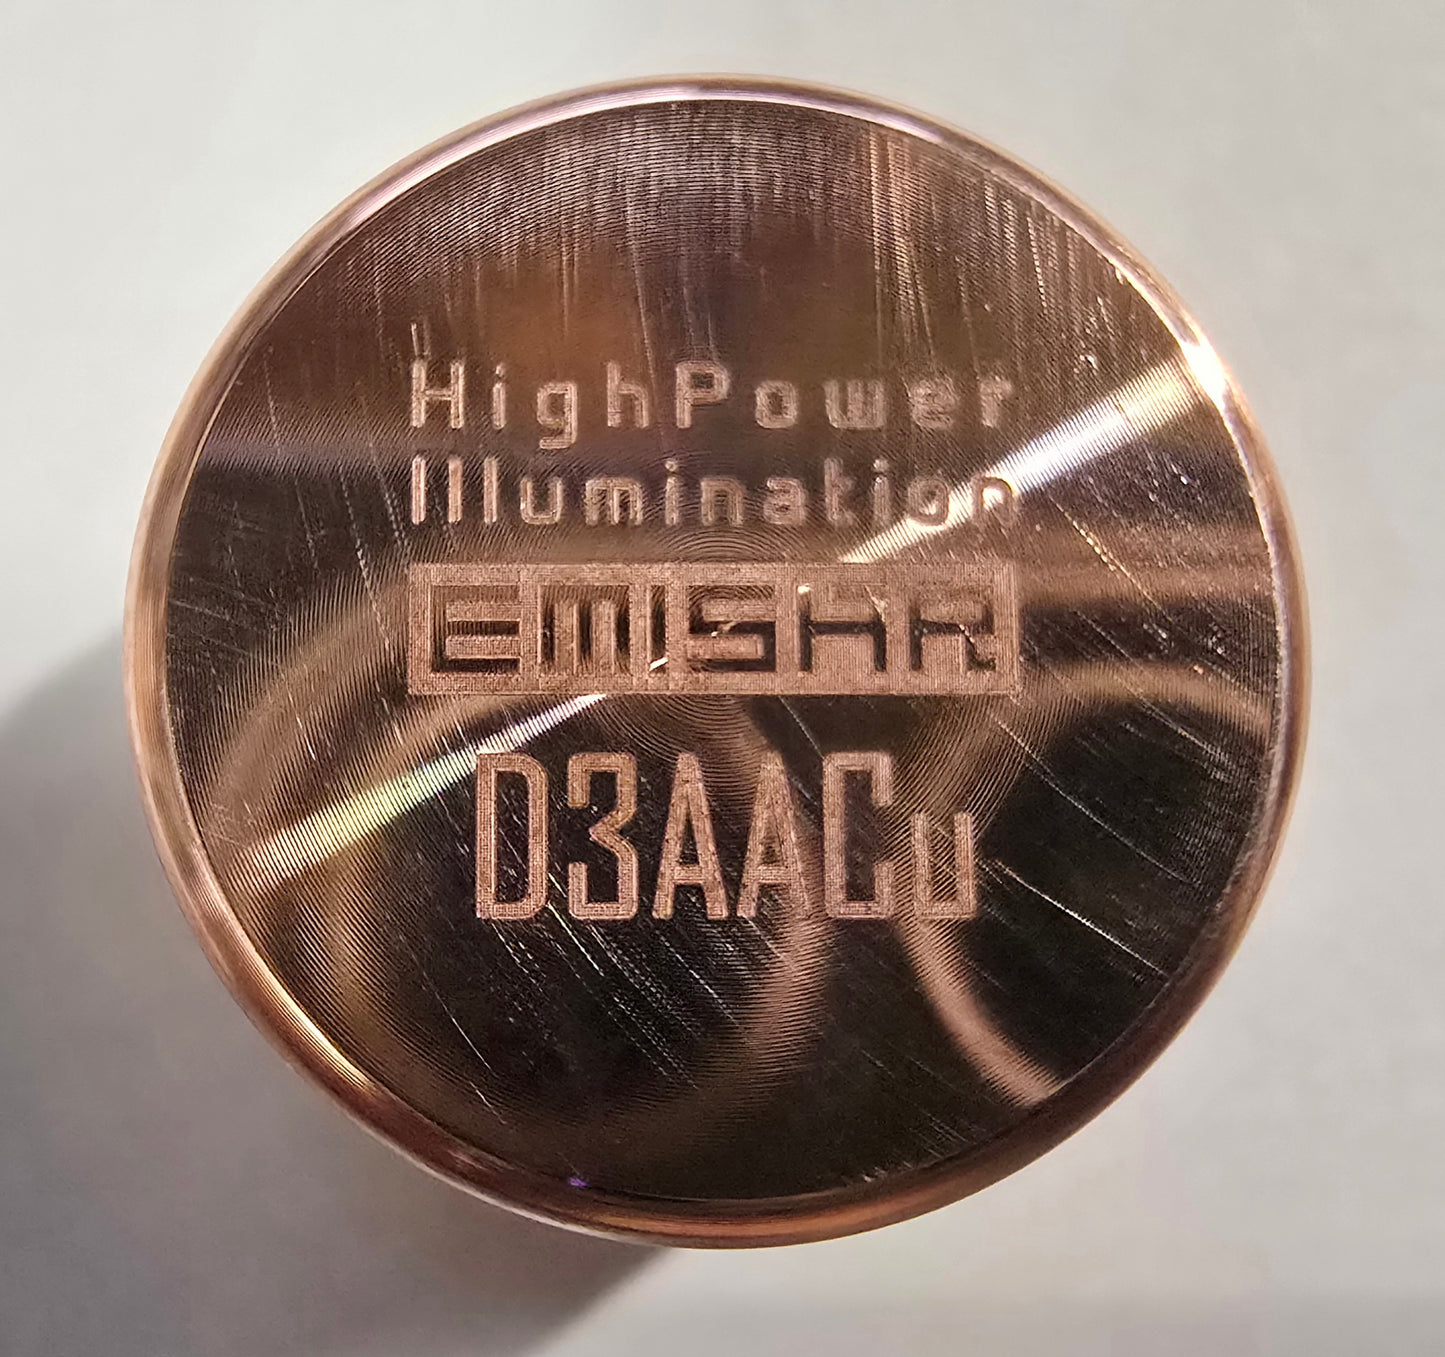 HighPower
Illumination
EMISAR
D3AACu